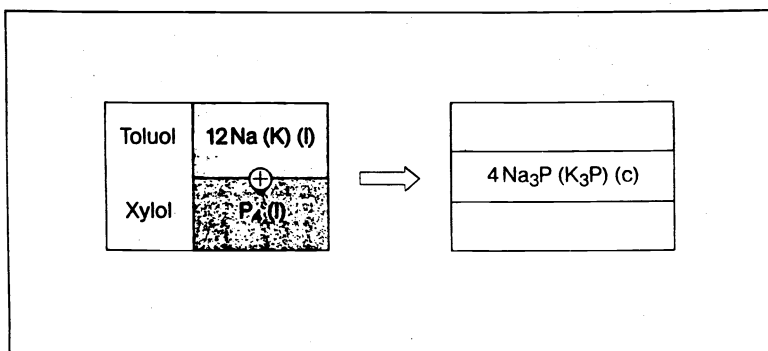 Toluol
12 Na (K) (l)
Xylol
P₄ (l)
4 Na₃P (K₃P) (c)